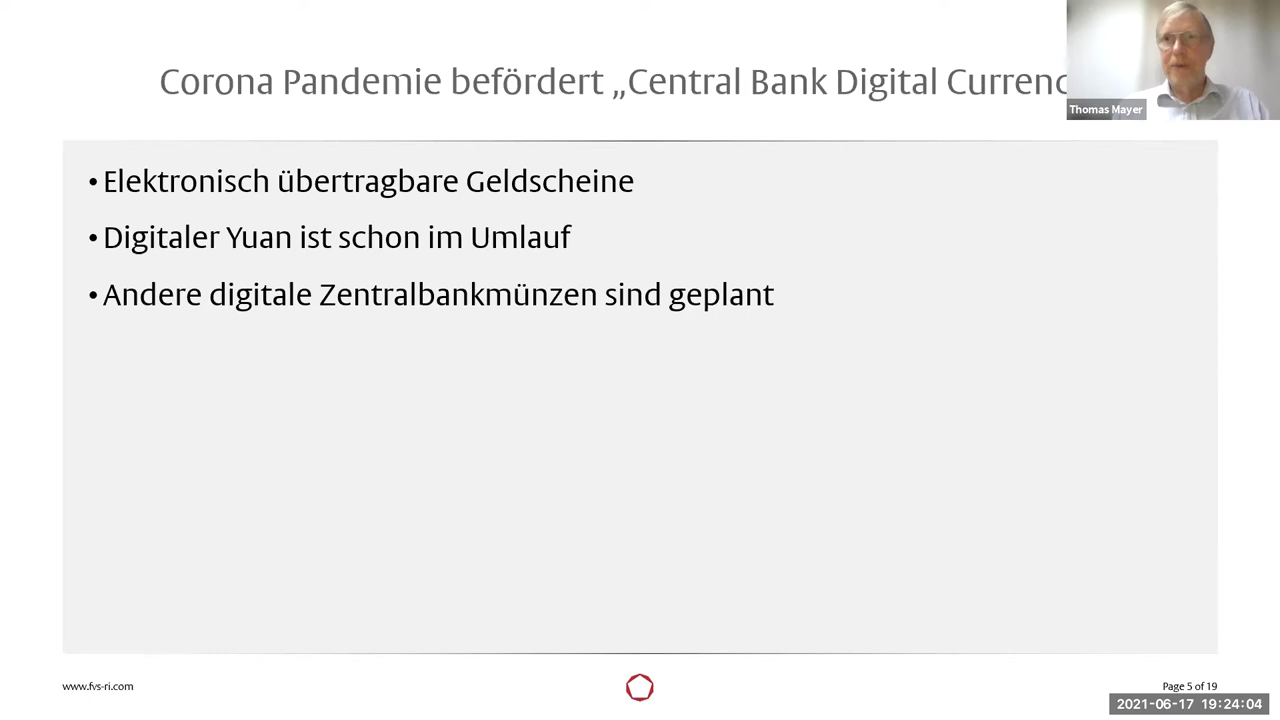 Corona Pandemie befördert „Central Bank Digital
Thomas Mayer
• Elektronisch übertragbare Geldscheine
• Digitaler Yuan ist schon im Umlauf
• Andere digitale Zentralbankmünzen sind geplant
www.fvs-ri.com
Page 5 of 19
2021-06-17 19:24:04